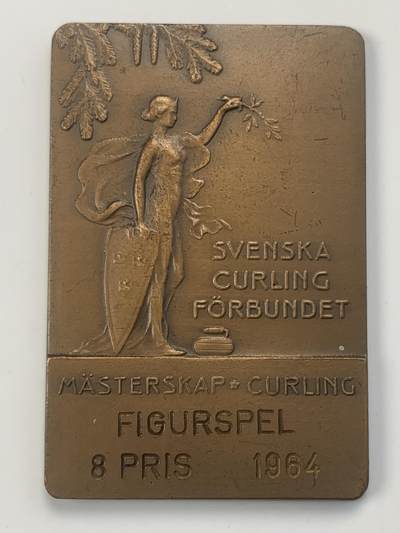 SVENSKA
CURLING
FÖRBUNDET
MÄSTERSKAP * CURLING
FIGURSPEL
8 PRIS 1964